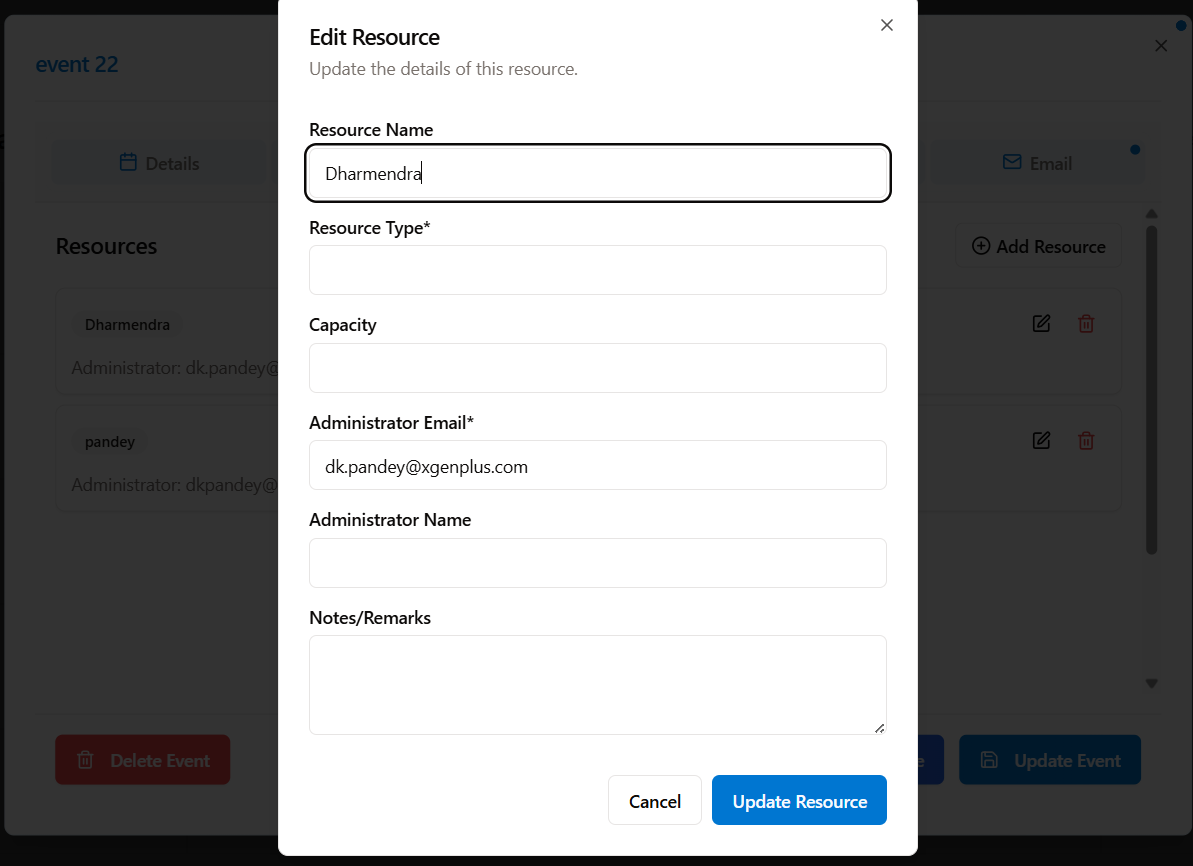 Edit Resource
Update the details of this resource.
event 22
Resource Name
Dharmendra
Details
Email
Resource Type*
Resources
Add Resource
Capacity
Dharmendra
Administrator: dk.pandey@
Administrator Email*
dk.pandey@xgenplus.com
pandey
Administrator: dkpandey@
Administrator Name
Notes/Remarks
Delete Event
Update Event
Cancel
Update Resource